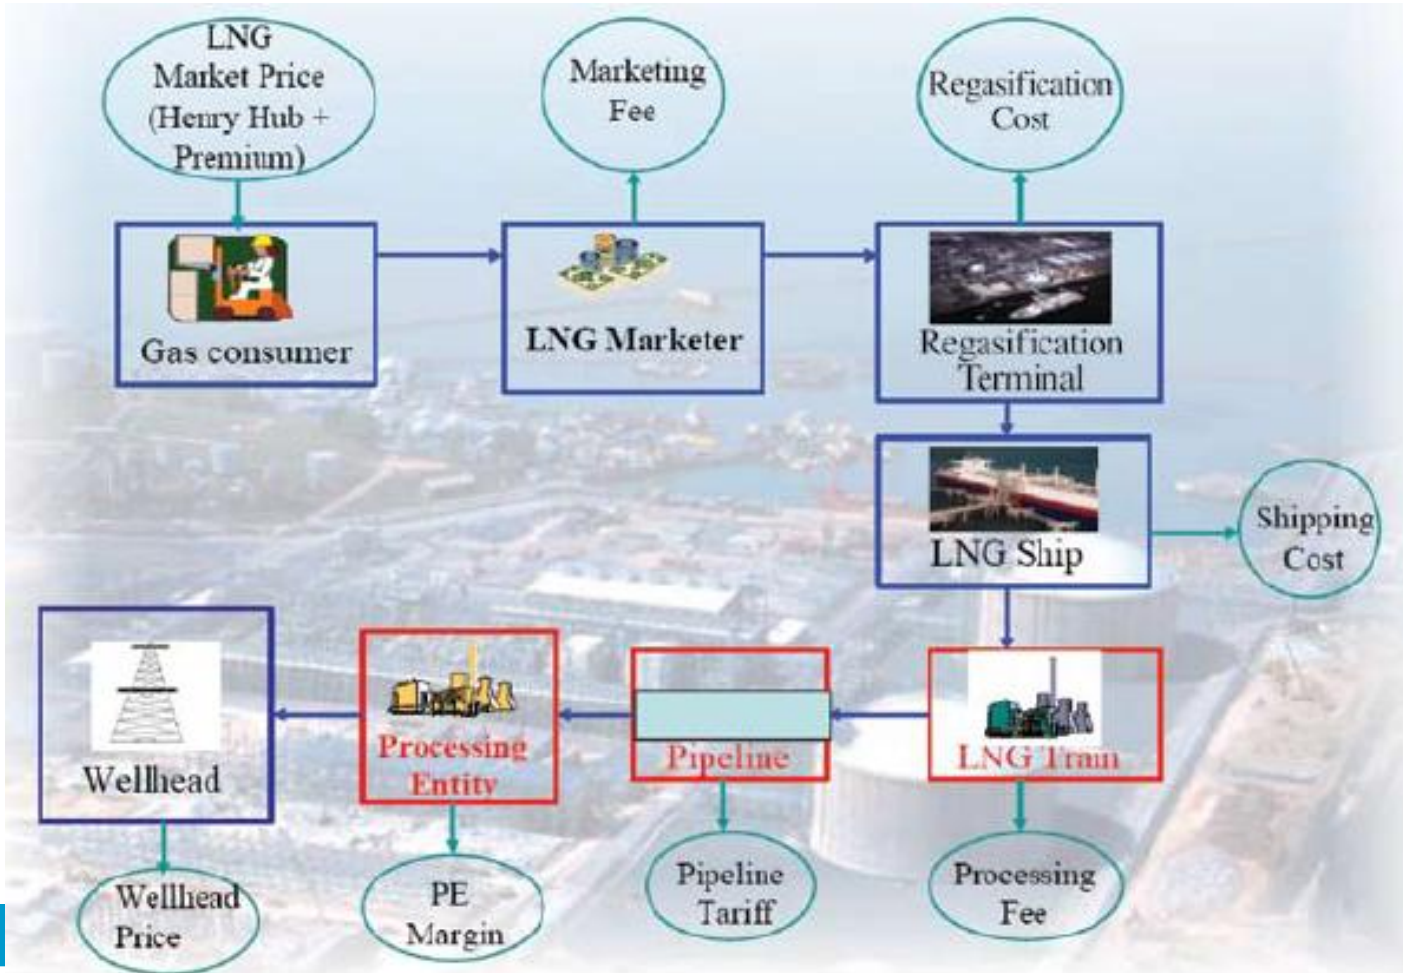 LNG
Market Price
(Henry Hub +
Premium)
Marketing
Fee
Regasification
Cost
Gas consumer
LNG Marketer
Regasification
Terminal
LNG Ship
Shipping
Cost
Wellhead
Processing
Entity
Pipeline
LNG Train
Wellhead
Price
PE
Margin
Pipeline
Tariff
Processing
Fee